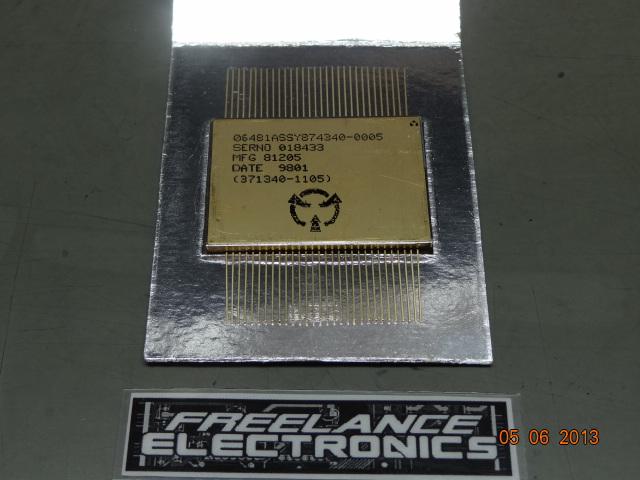 06481ASSY874340-0005
SERNO 018433
MFG 81205
DATE 9801
(371340-1105)
FREELANCE
ELECTRONICS
05 06 2013